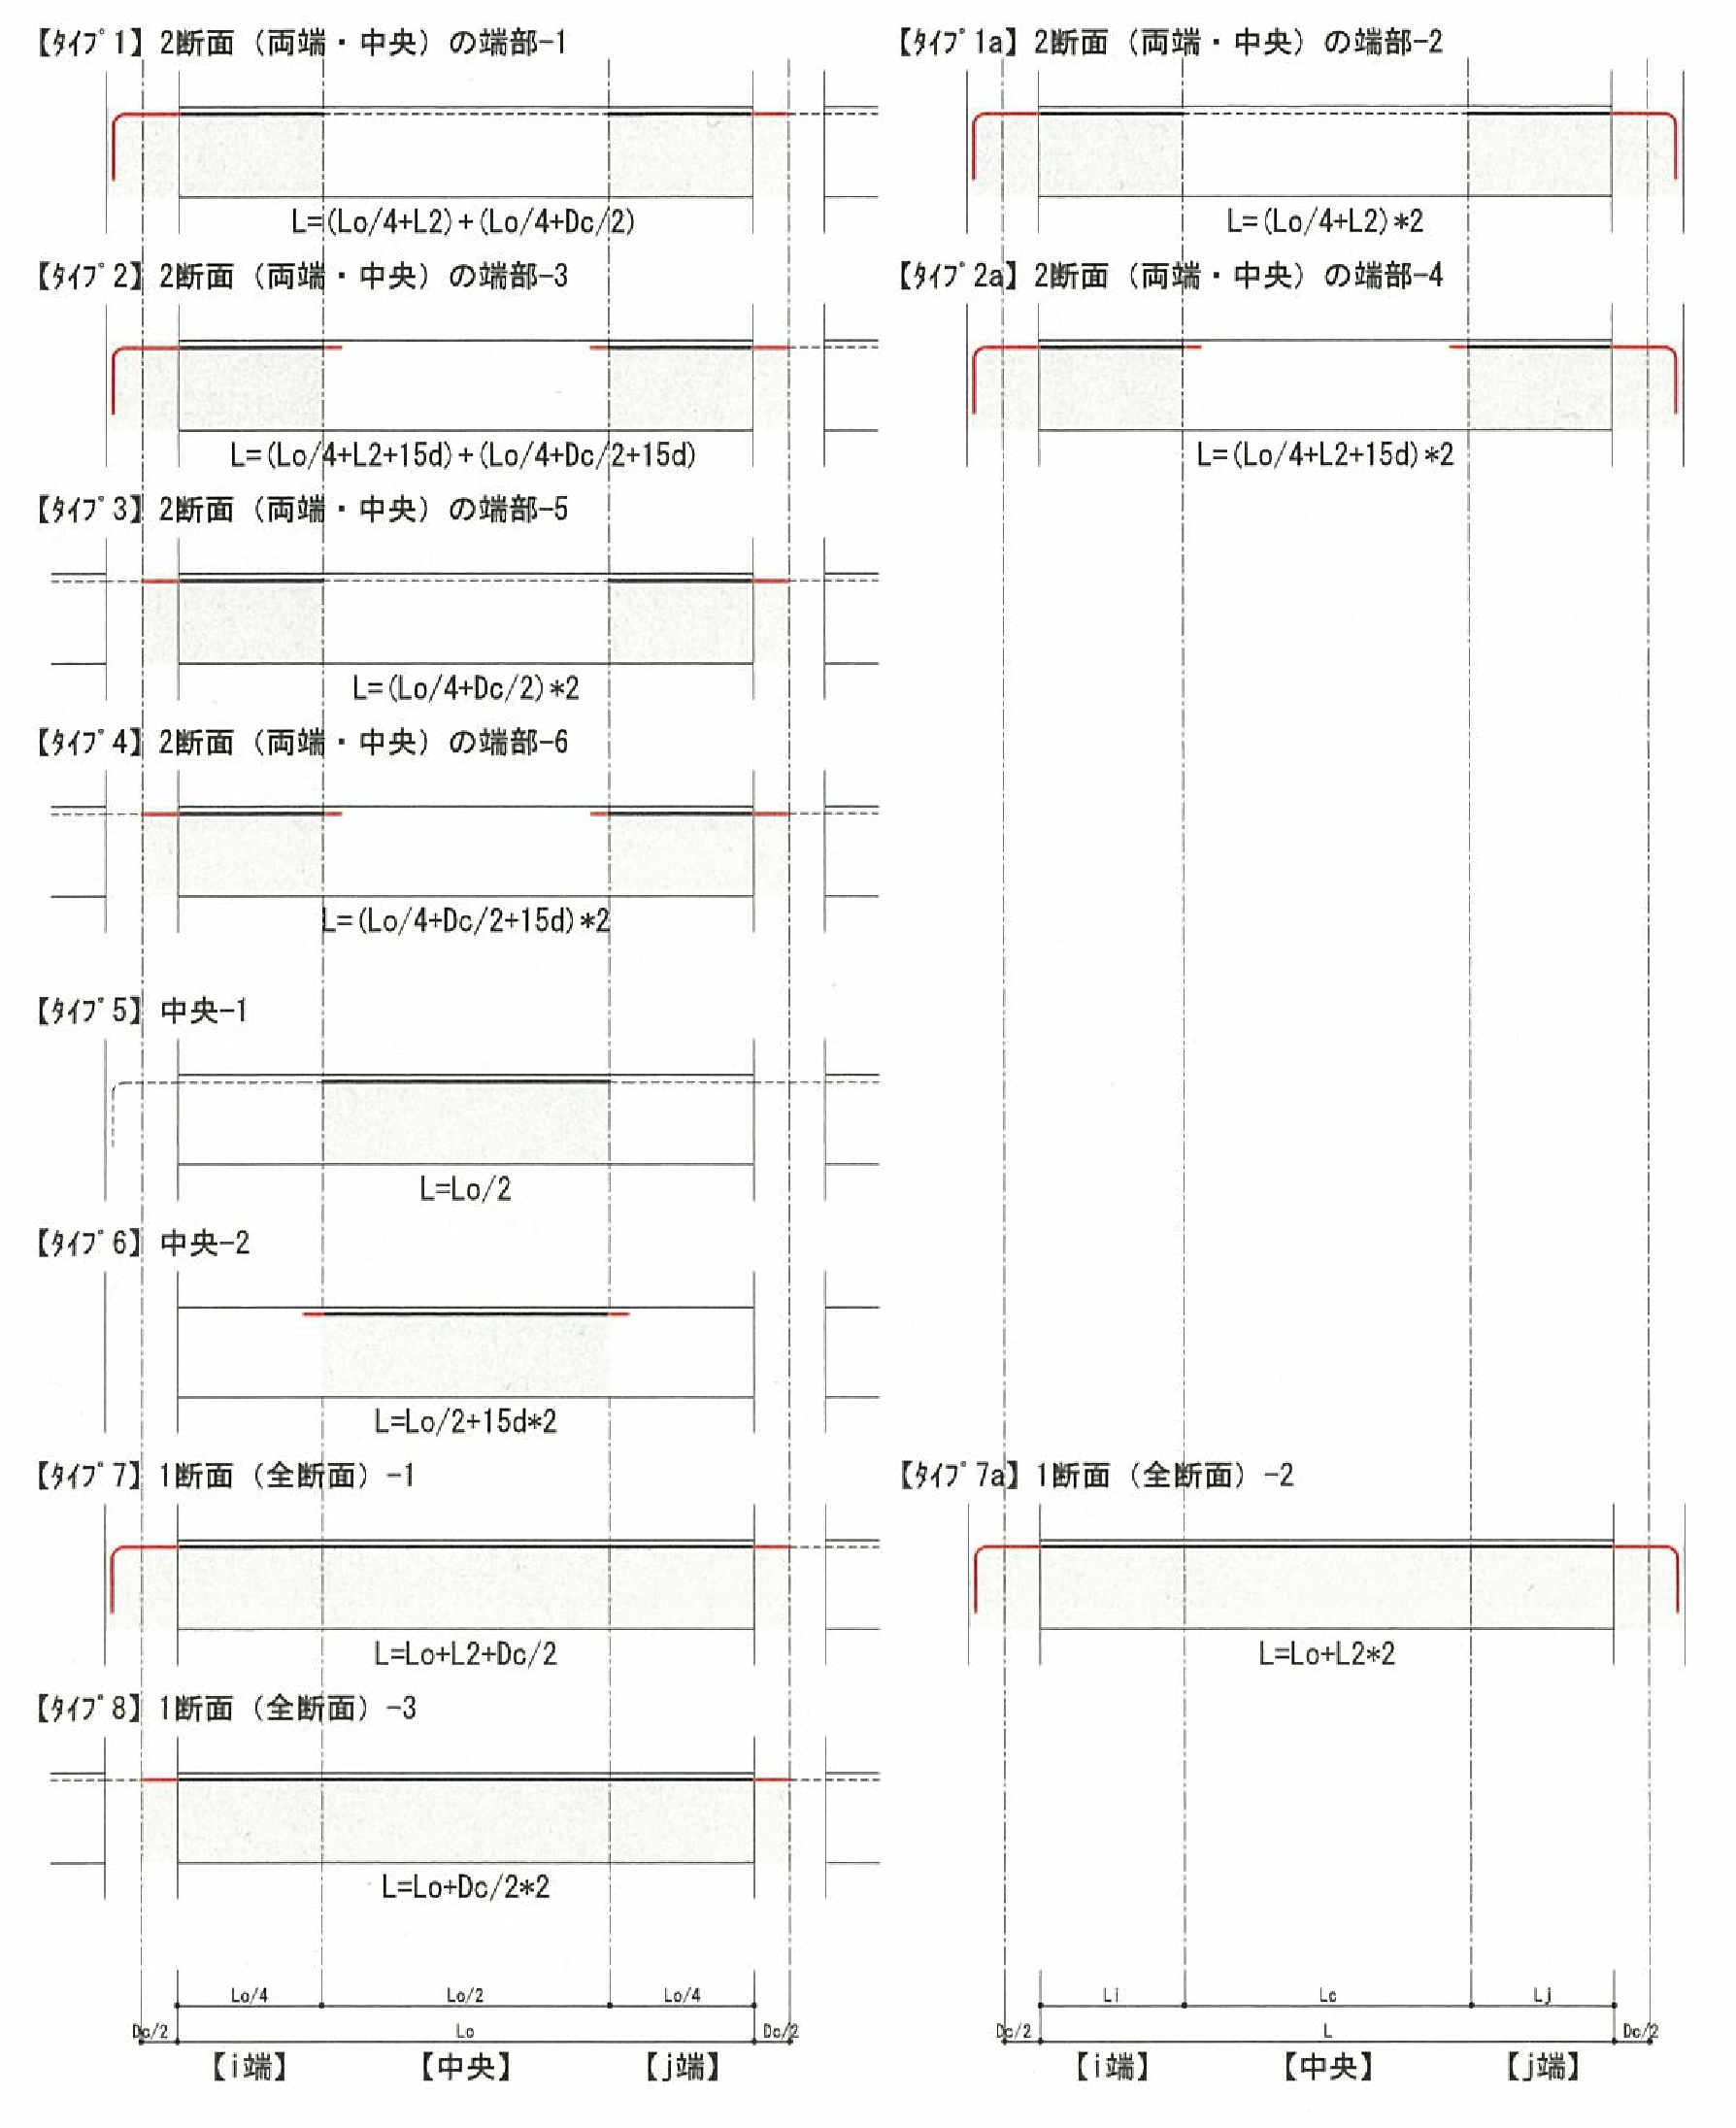 【ﾀｲﾌﾟ1】2断面（両端・中央）の端部-1
L=(Lo/4+L2)+(Lo/4+Dc/2)
【ﾀｲﾌﾟ1a】2断面（両端・中央）の端部-2
L=(Lo/4+L2)*2
【ﾀｲﾌﾟ2】2断面（両端・中央）の端部-3
L=(Lo/4+L2+15d)+(Lo/4+Dc/2+15d)
【ﾀｲﾌﾟ2a】2断面（両端・中央）の端部-4
L=(Lo/4+L2+15d)*2
【ﾀｲﾌﾟ3】2断面（両端・中央）の端部-5
L=(Lo/4+Dc/2)*2
【ﾀｲﾌﾟ4】2断面（両端・中央）の端部-6
L=(Lo/4+Dc/2+15d)*2
【ﾀｲﾌﾟ5】中央-1
L=Lo/2
【ﾀｲﾌﾟ6】中央-2
L=Lo/2+15d*2
【ﾀｲﾌﾟ7】1断面（全断面）-1
L=Lo+L2+Dc/2
【ﾀｲﾌﾟ7a】1断面（全断面）-2
L=Lo+L2*2
【ﾀｲﾌﾟ8】1断面（全断面）-3
L=Lo+Dc/2*2
Lo/4 Lo/2 Lo/4
Dc/2 Lo Dc/2
【i端】 【中央】 【j端】
Li Lc Lj
Dc/2 L Dc/2
【i端】 【中央】 【j端】